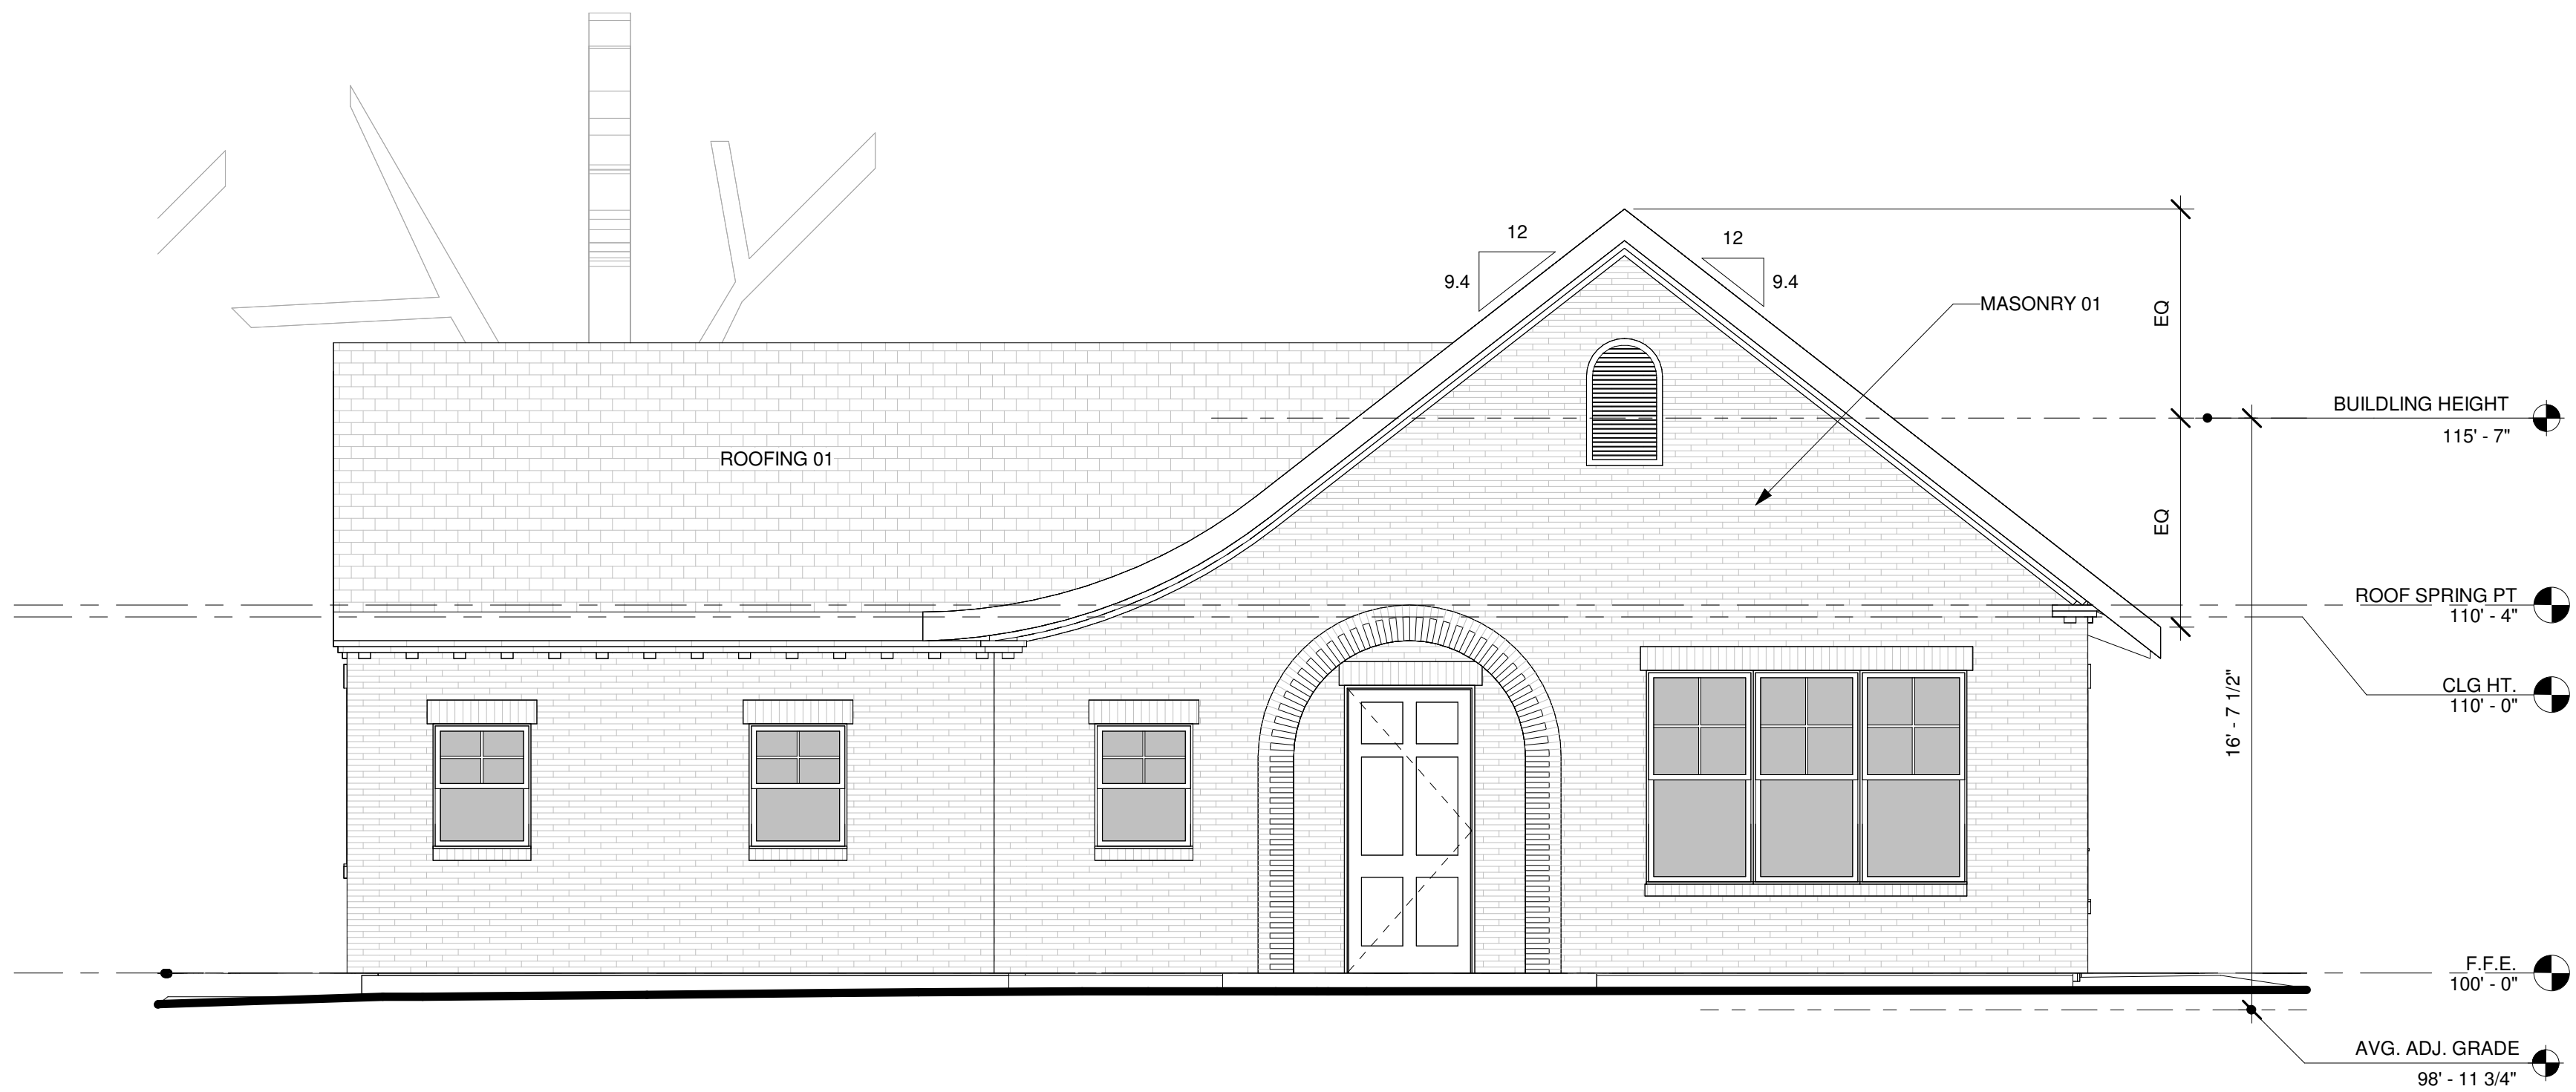 12
12
9.4
9.4
MASONRY 01
EQ
BUILDLING HEIGHT
115' - 7"
ROOFING 01
EQ
ROOF SPRING PT
110' - 4"
CLG HT.
110' - 0"
16' - 7 1/2"
F.F.E.
100' - 0"
AVG. ADJ. GRADE
98' - 11 3/4"